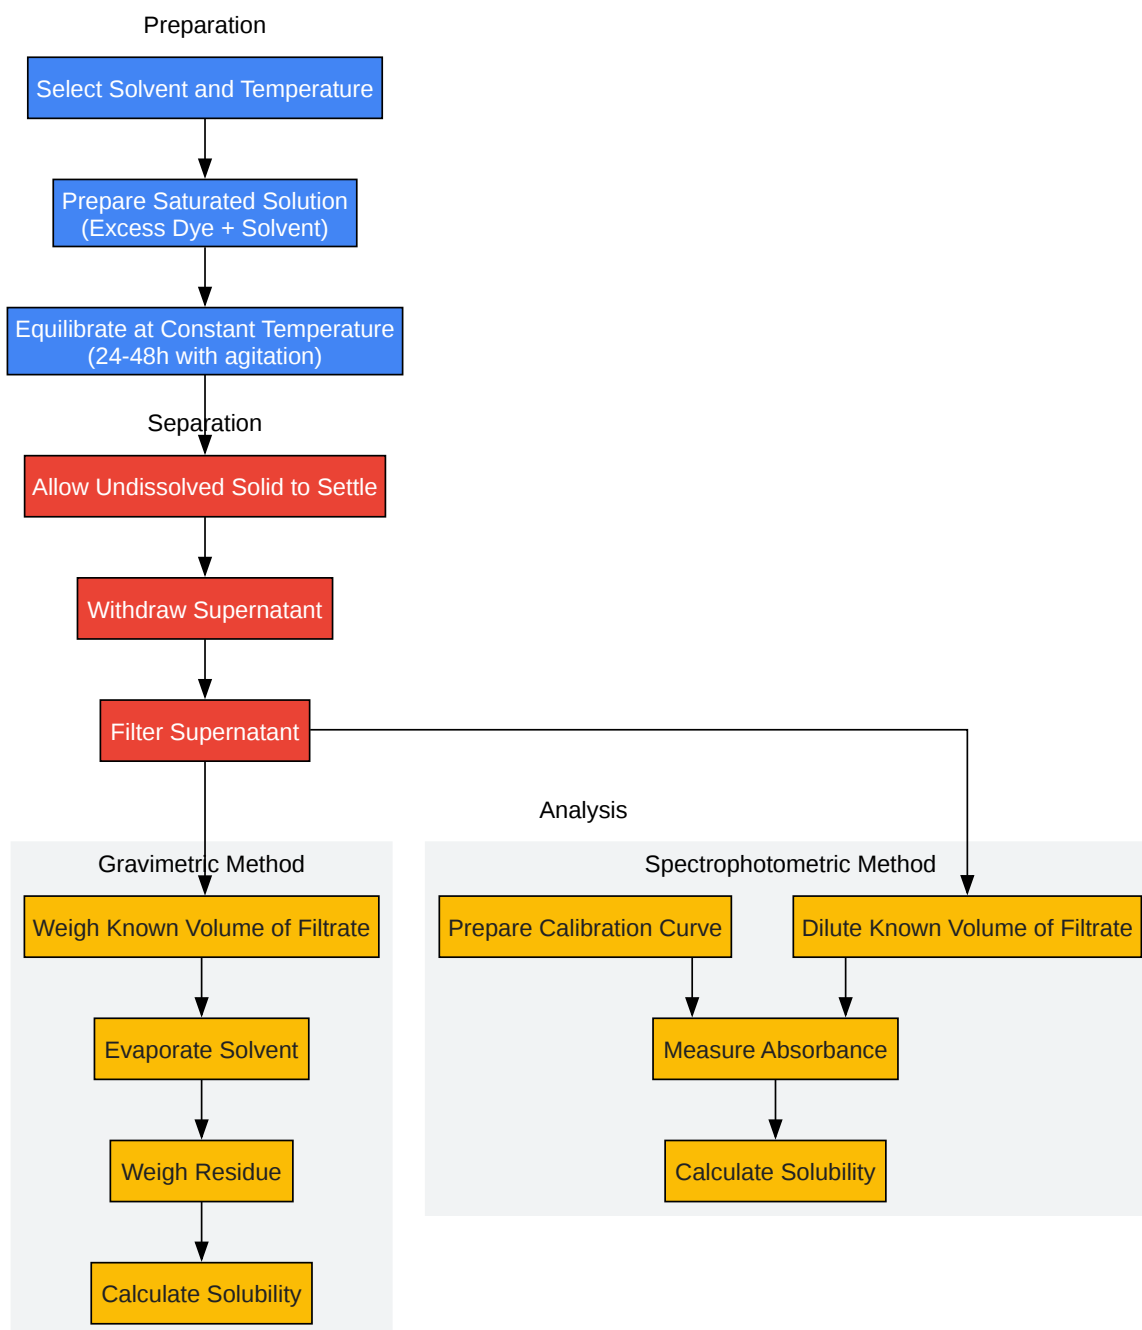 Preparation
Select Solvent and Temperature
Prepare Saturated Solution
(Excess Dye + Solvent)
Equilibrate at Constant Temperature
(24-48h with agitation)
Separation
Allow Undissolved Solid to Settle
Withdraw Supernatant
Filter Supernatant
Analysis
Gravimetric Method
Weigh Known Volume of Filtrate
Evaporate Solvent
Weigh Residue
Calculate Solubility
Spectrophotometric Method
Prepare Calibration Curve
Dilute Known Volume of Filtrate
Measure Absorbance
Calculate Solubility